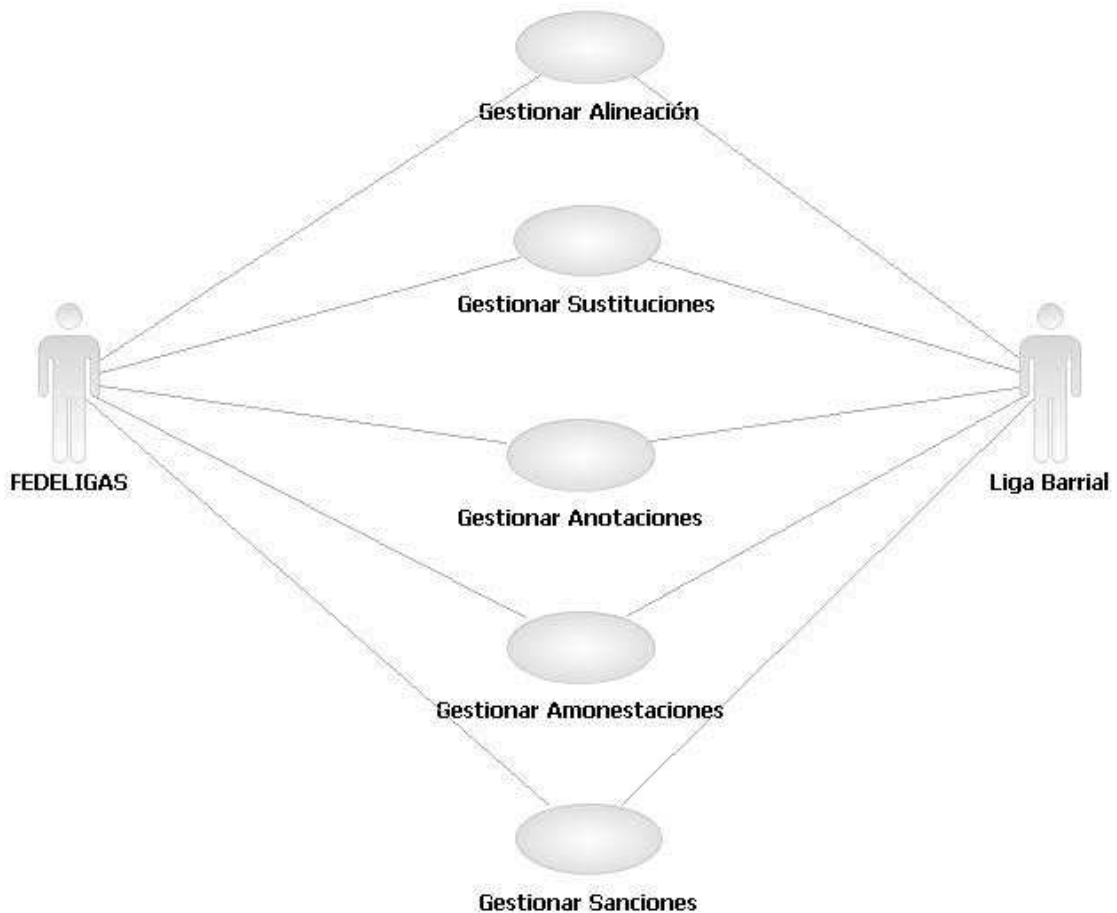 Gestionar Alineación
Gestionar Sustituciones
FEDELIGAS
Liga Barrial
Gestionar Anotaciones
Gestionar Amonestaciones
Gestionar Sanciones